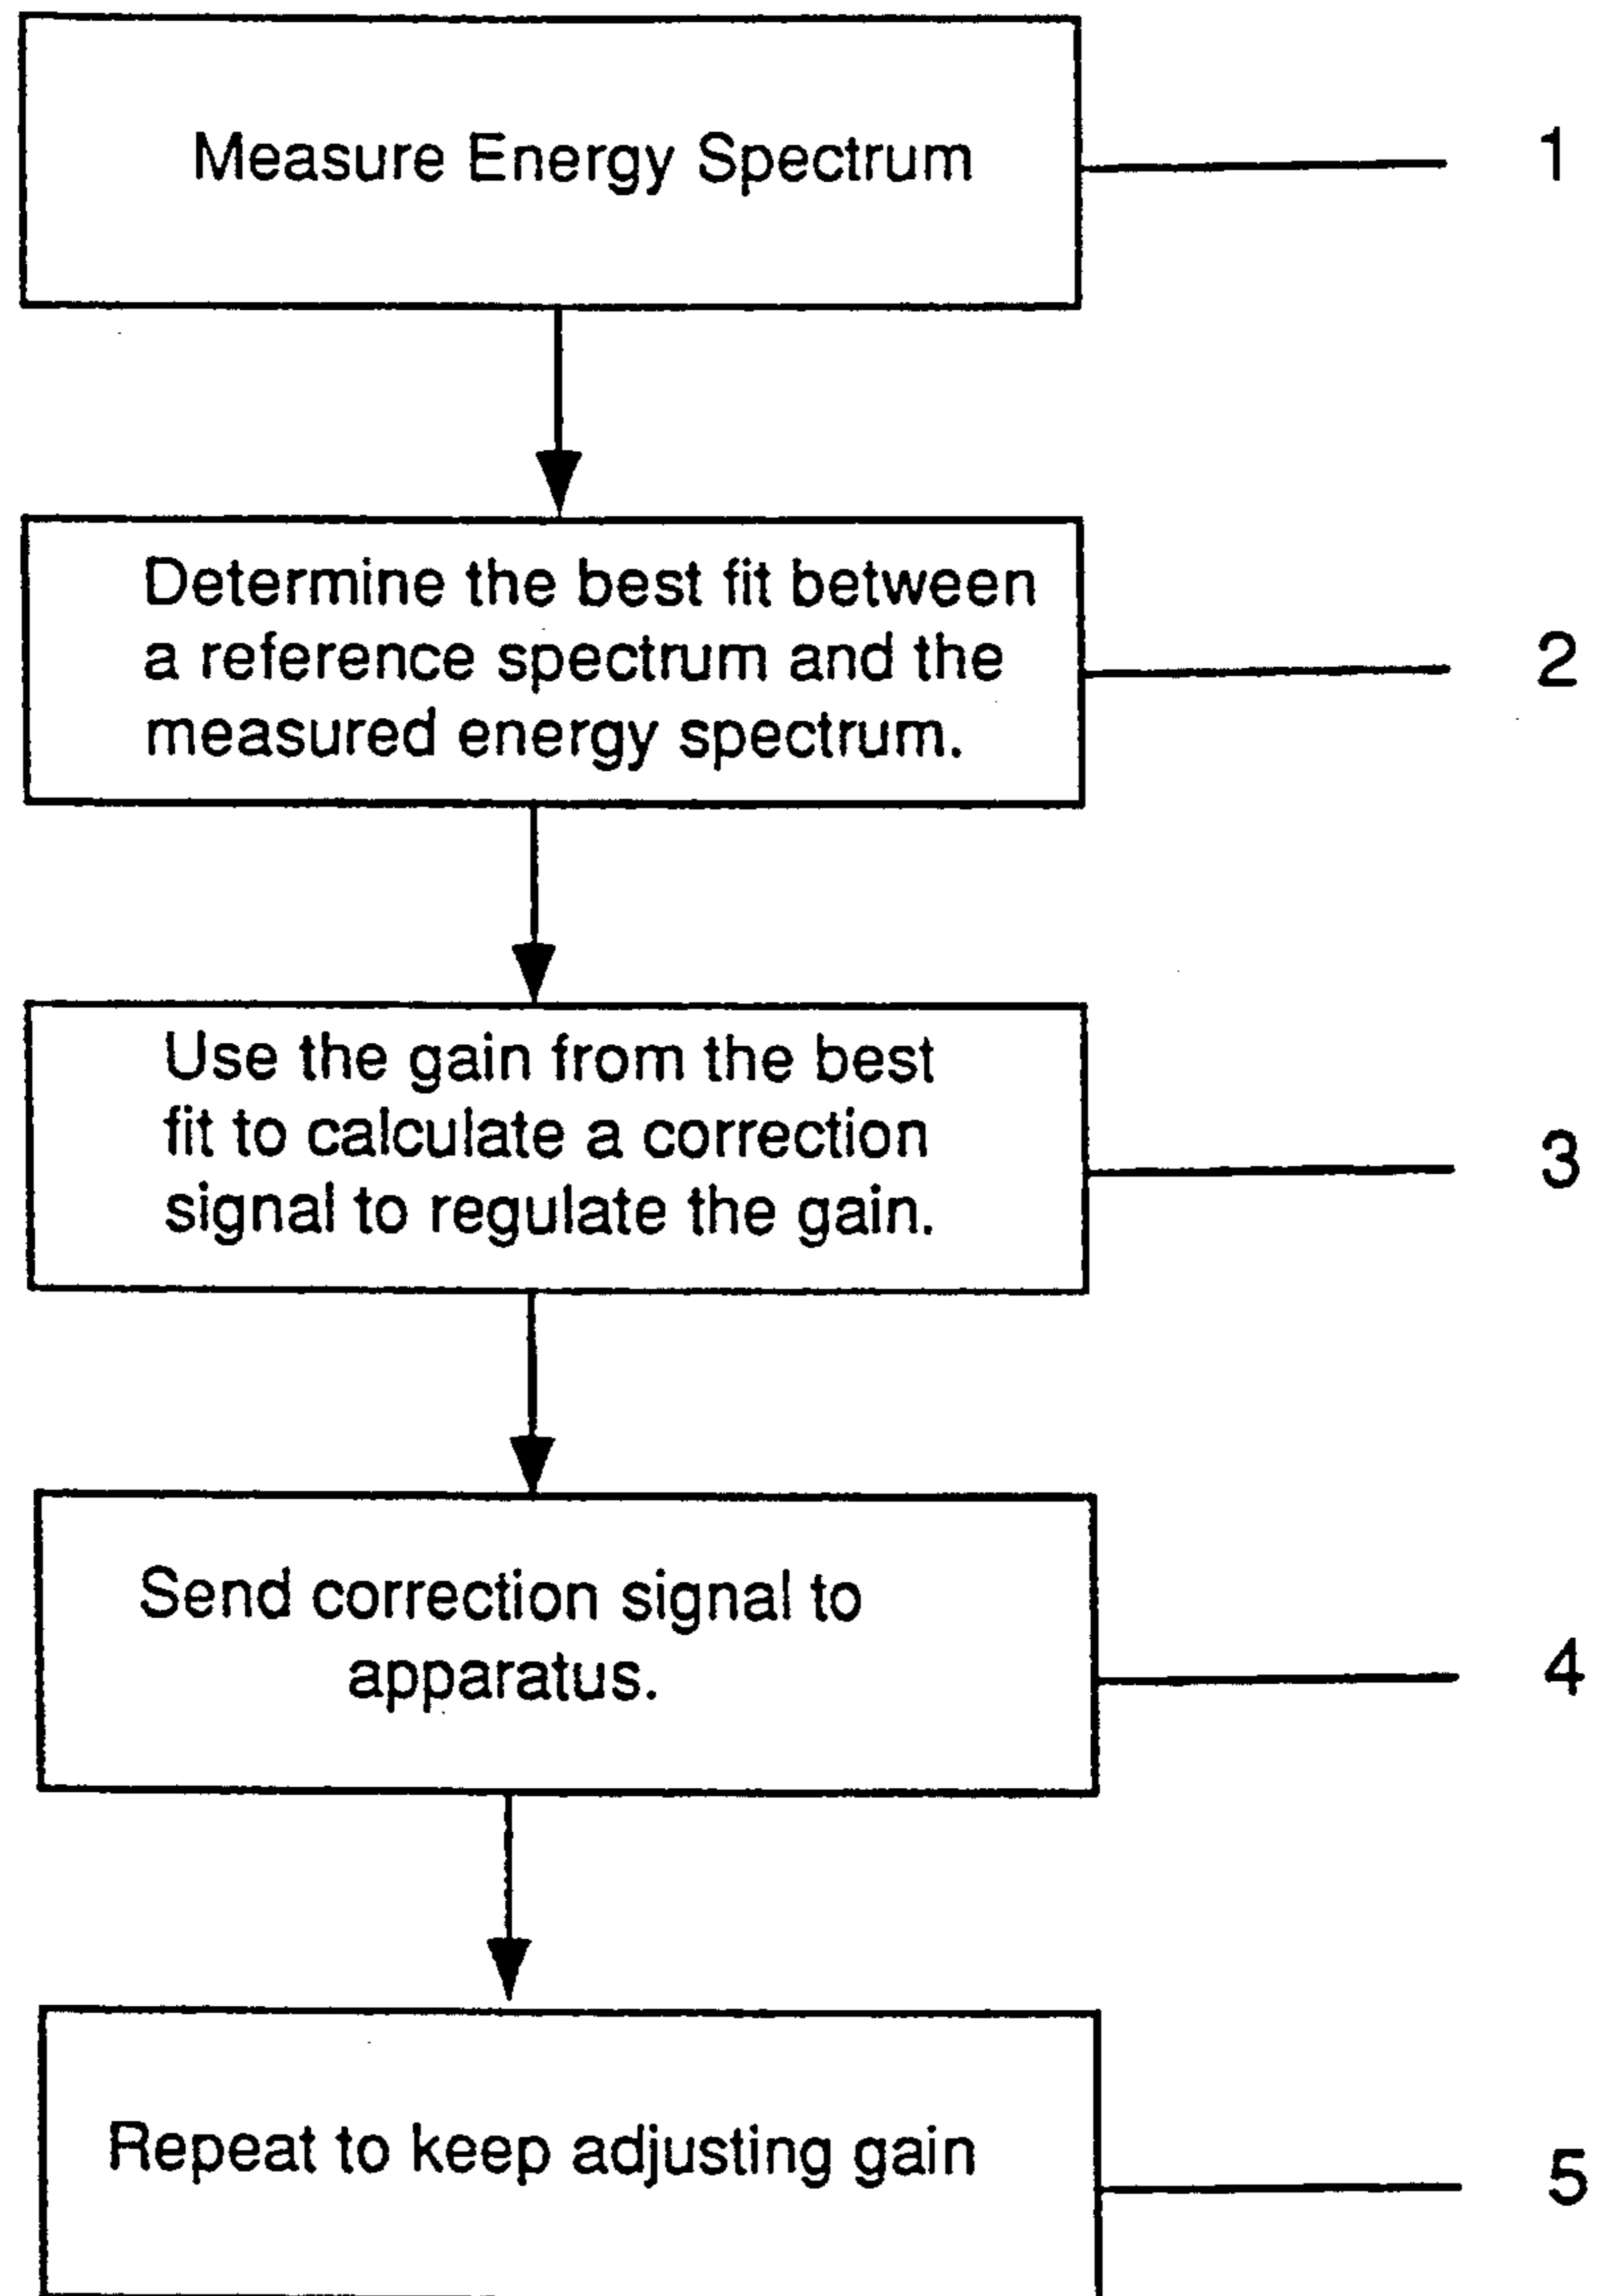 Measure Energy Spectrum
1
Determine the best fit between
a reference spectrum and the
measured energy spectrum.
2
Use the gain from the best
fit to calculate a correction
signal to regulate the gain.
3
Send correction signal to
apparatus.
4
Repeat to keep adjusting gain
5